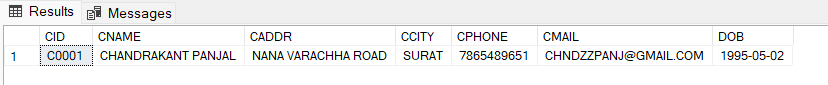 Results Messages
CID CNAME CADDR CCITY CPHONE CMAIL DOB
1 C0001 CHANDRAKANT PANJAL NANA VARACHHA ROAD SURAT 7865489651 CHNDZZPANJ@GMAIL.COM 1995-05-02